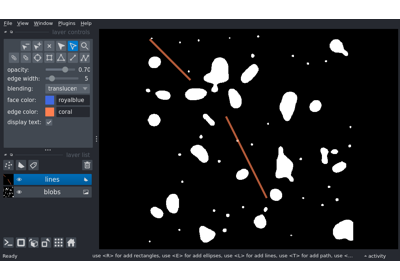 File View Window Plugins Help
layer controls
opacity: 0.70
edge width: 5
blending: translucen
face color: royalblue
edge color: coral
display text:
layer list
lines
blobs
Ready
use <R> for add rectangles, use <E> for add ellipses, use <L> for add lines, use <T> for add path, use <...
activity